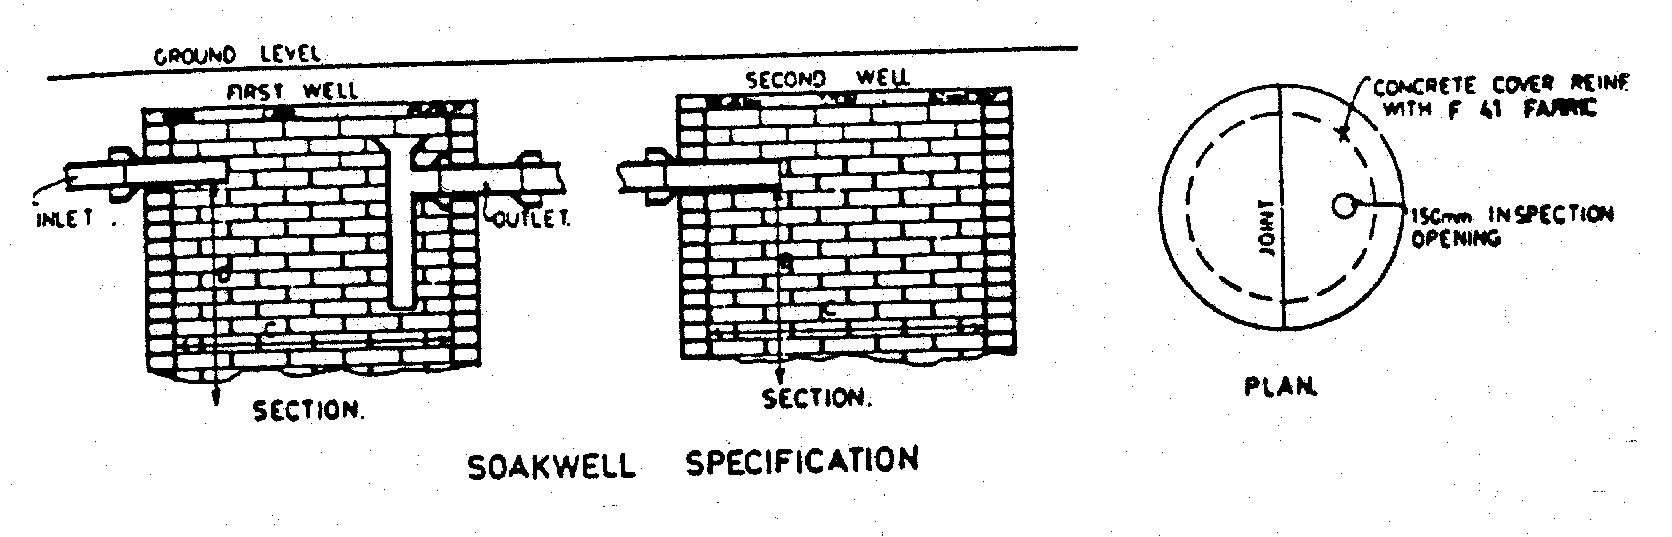 GROUND LEVEL
FIRST WELL
SECOND WELL
CONCRETE COVER REINF.
WITH F 41 FABRIC
INLET.
OUTLET.
JOINT
150mm INSPECTION
OPENING
d
C
C
SECTION.
SECTION.
PLAN.
SOAKWELL SPECIFICATION